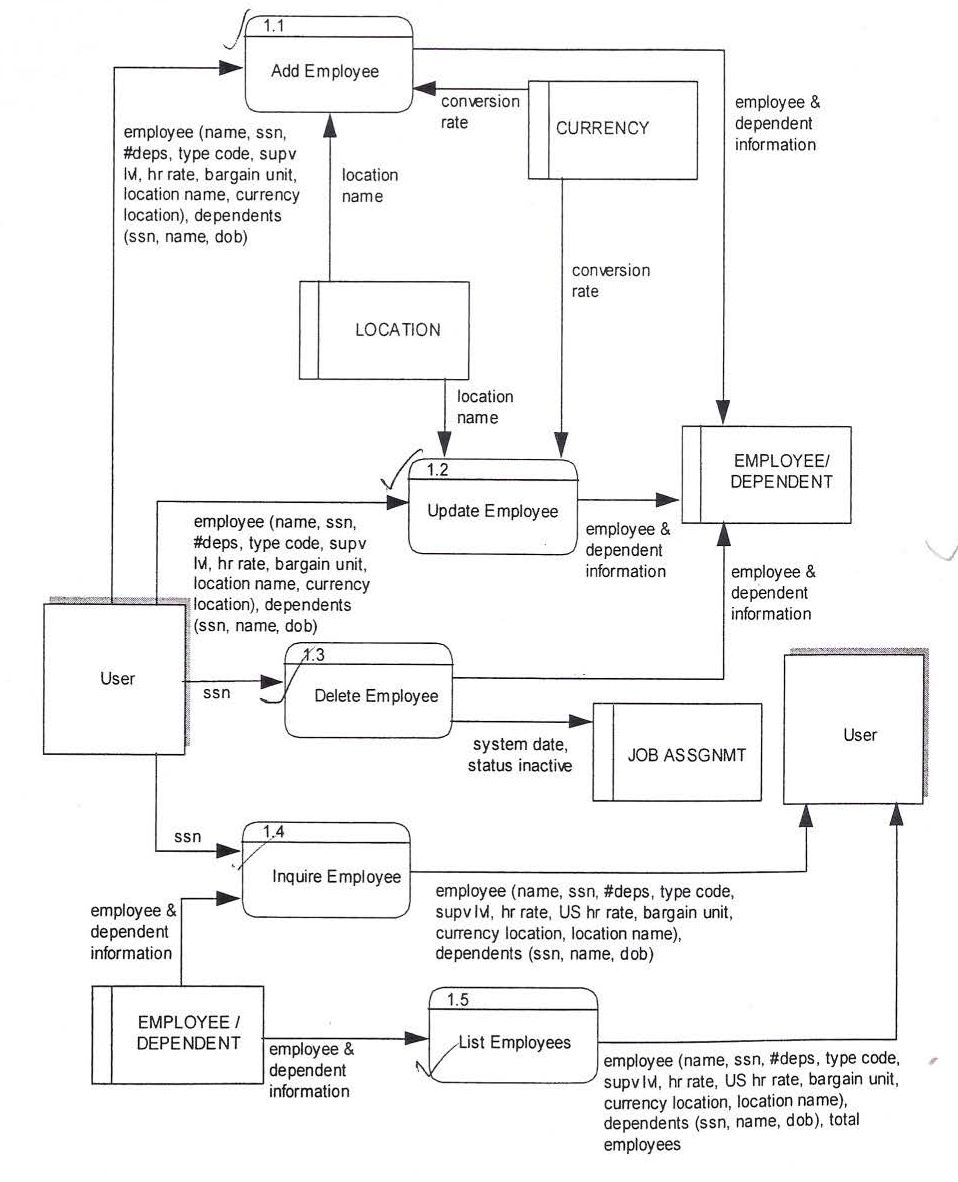 1.1
Add Employee
conversion
rate
CURRENCY
employee &
dependent
information
employee (name, ssn,
#deps, type code, supv
lvl, hr rate, bargain unit,
location name, currency
location), dependents
(ssn, name, dob)
location
name
conversion
rate
LOCATION
location
name
1.2
Update Employee
EMPLOYEE/
DEPENDENT
employee (name, ssn,
#deps, type code, supv
lvl, hr rate, bargain unit,
location name, currency
location), dependents
(ssn, name, dob)
employee &
dependent
information
employee &
dependent
information
User
ssn
1.3
Delete Employee
system date,
status inactive
JOB ASSGNMT
User
ssn
1.4
Inquire Employee
employee (name, ssn, #deps, type code,
supv lvl, hr rate, US hr rate, bargain unit,
currency location, location name),
dependents (ssn, name, dob)
employee &
dependent
information
EMPLOYEE /
DEPENDENT
employee &
dependent
information
1.5
List Employees
employee (name, ssn, #deps, type code,
supv lvl, hr rate, US hr rate, bargain unit,
currency location, location name),
dependents (ssn, name, dob), total
employees